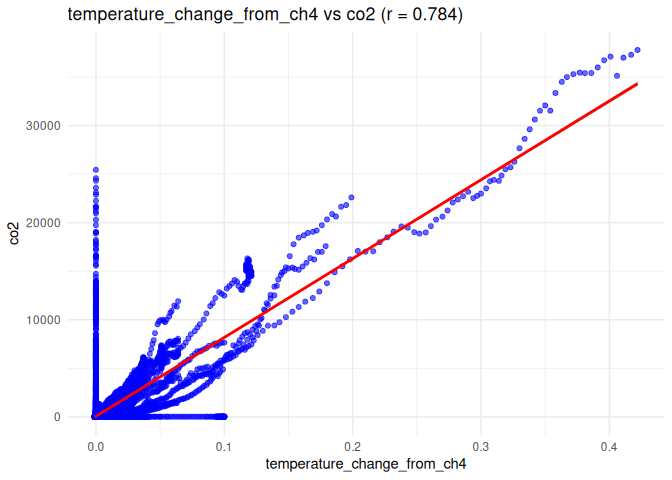 temperature_change_from_ch4 vs co2 (r = 0.784)
co2
30000
20000
10000
0
0.0 0.1 0.2 0.3 0.4
temperature_change_from_ch4